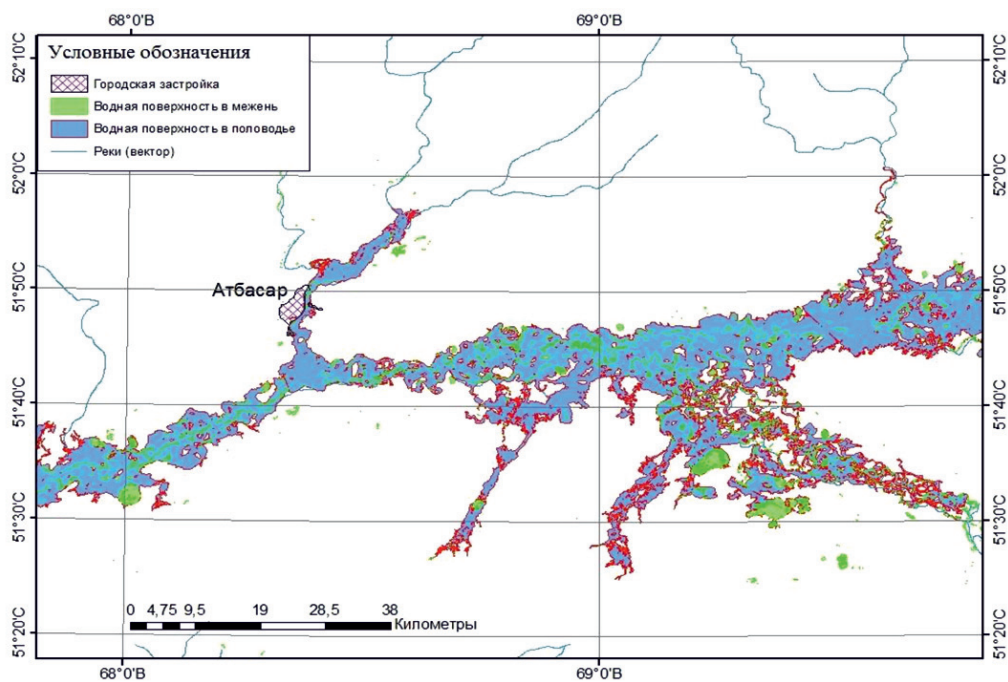 68°0'В 69°0'В
Условные обозначения
Городская застройка
Водная поверхность в межень
Водная поверхность в половодье
Реки (вектор)
52°10'С 52°10'С
52°0'С 52°0'С
51°50'С 51°50'С
Атбасар
51°40'С 51°40'С
51°30'С 51°30'С
51°20'С 51°20'С
0 4,75 9,5 19 28,5 38
Километры
68°0'В 69°0'В